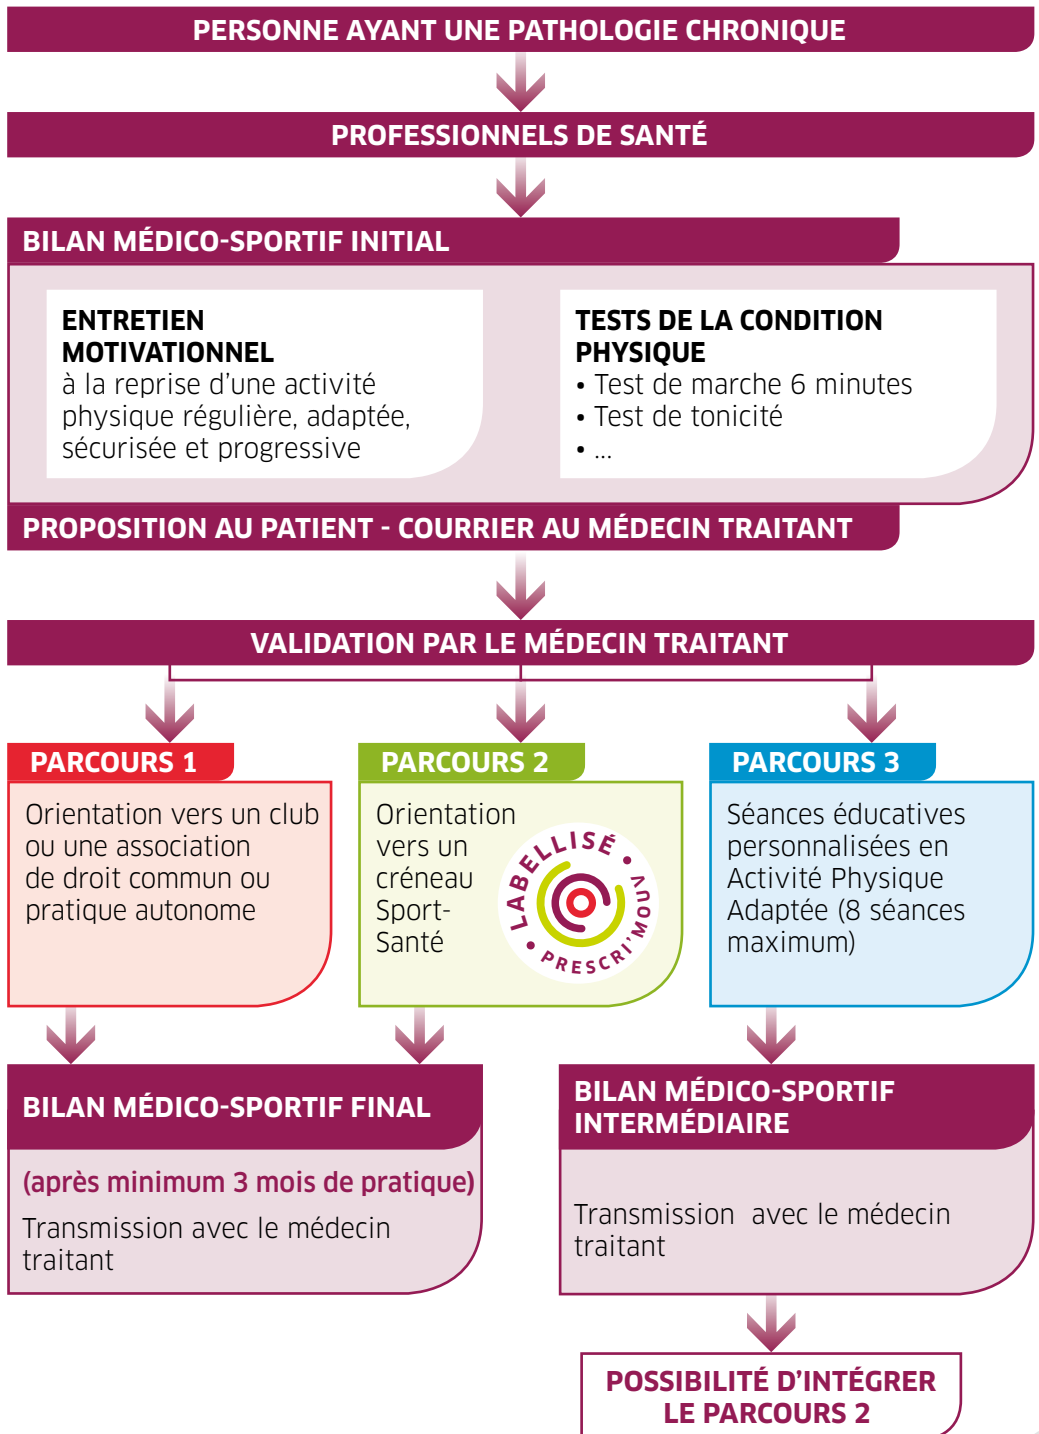 PERSONNE AYANT UNE PATHOLOGIE CHRONIQUE
PROFESSIONNELS DE SANTÉ
BILAN MÉDICO-SPORTIF INITIAL
ENTRETIEN
MOTIVATIONNEL
à la reprise d'une activité
physique régulière, adaptée,
sécurisée et progressive
TESTS DE LA CONDITION
PHYSIQUE
• Test de marche 6 minutes
• Test de tonicité
• ...
PROPOSITION AU PATIENT - COURRIER AU MÉDECIN TRAITANT
VALIDATION PAR LE MÉDECIN TRAITANT
PARCOURS 1
Orientation vers un club
ou une association
de droit commun ou
pratique autonome
PARCOURS 2
Orientation
vers un
créneau
Sport-
Santé
LABELLISÉ •
PRESCRI'MOUV •
PARCOURS 3
Séances éducatives
personnalisées en
Activité Physique
Adaptée (8 séances
maximum)
BILAN MÉDICO-SPORTIF FINAL
(après minimum 3 mois de pratique)
Transmission avec le médecin
traitant
BILAN MÉDICO-SPORTIF
INTERMÉDIAIRE
Transmission avec le médecin
traitant
POSSIBILITÉ D'INTÉGRER
LE PARCOURS 2